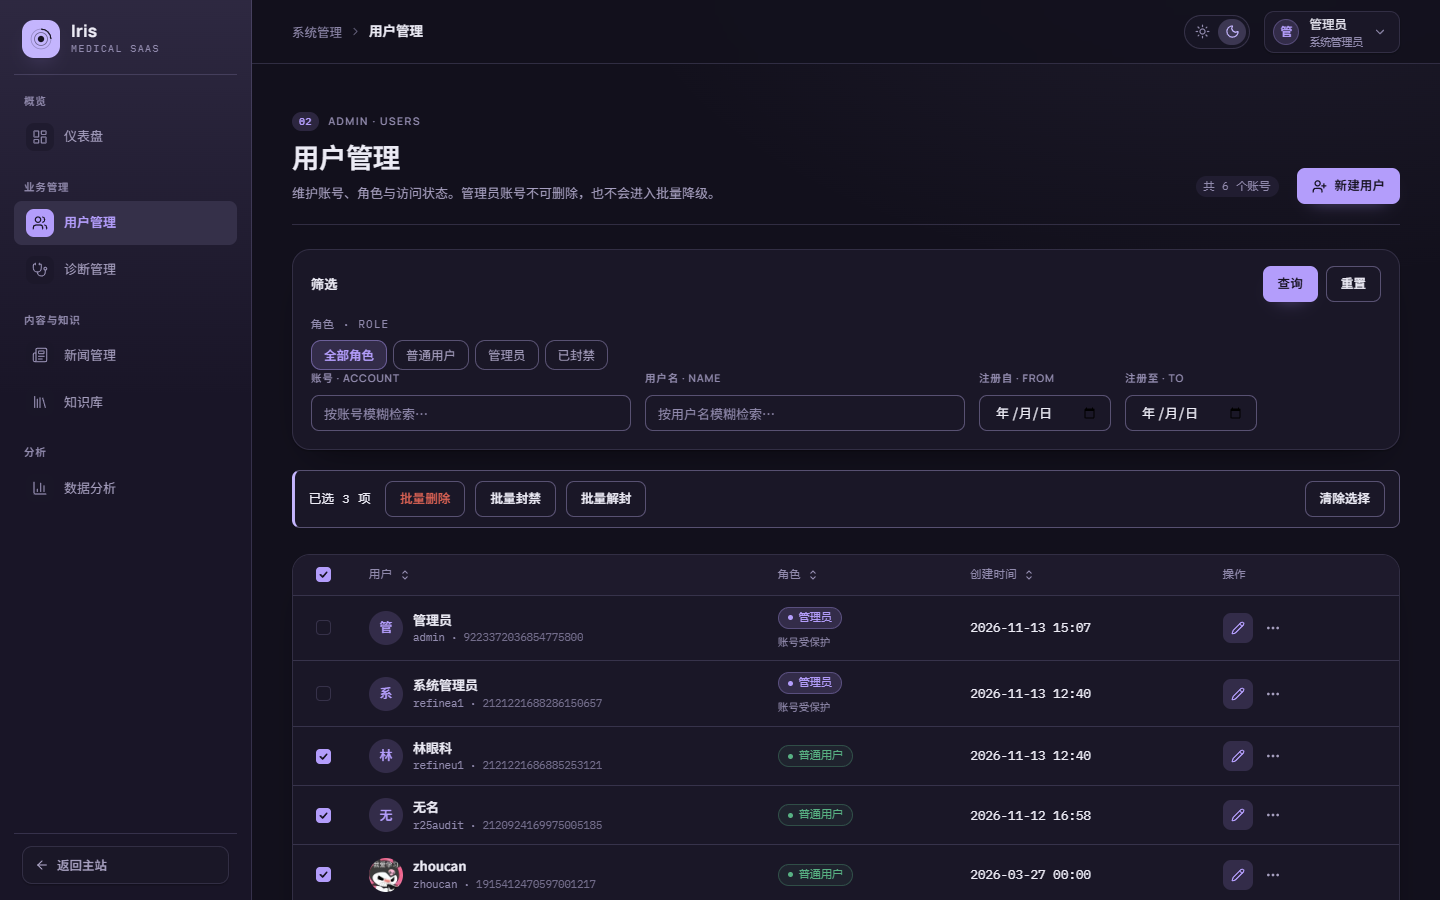 Iris
MEDICAL SAAS
概览
仪表盘
业务管理
用户管理
诊断管理
内容与知识
新闻管理
知识库
分析
数据分析
返回主站
系统管理 › 用户管理
管 管理员
系统管理员
02 ADMIN · USERS
用户管理
维护账号、角色与访问状态。管理员账号不可删除，也不会进入批量降级。
共 6 个账号
新建用户
筛选
查询 重置
角色 · ROLE
全部角色 普通用户 管理员 已封禁
账号 · ACCOUNT 用户名 · NAME 注册自 · FROM 注册至 · TO
按账号模糊检索… 按用户名模糊检索… 年 /月/日 年 /月/日
已选 3 项 批量删除 批量封禁 批量解封 清除选择
用户 角色 创建时间 操作
管 管理员 管理员
admin · 9223372036854775800 账号受保护 2026-11-13 15:07
系 系统管理员 管理员
refinea1 · 2121221688286150657 账号受保护 2026-11-13 12:40
林 林眼科 普通用户 2026-11-13 12:40
refineu1 · 2121221686885253121
无 无名 普通用户 2026-11-12 16:58
r25audit · 2120924169975005185
zhoucan 普通用户 2026-03-27 00:00
zhoucan · 1915412470597001217